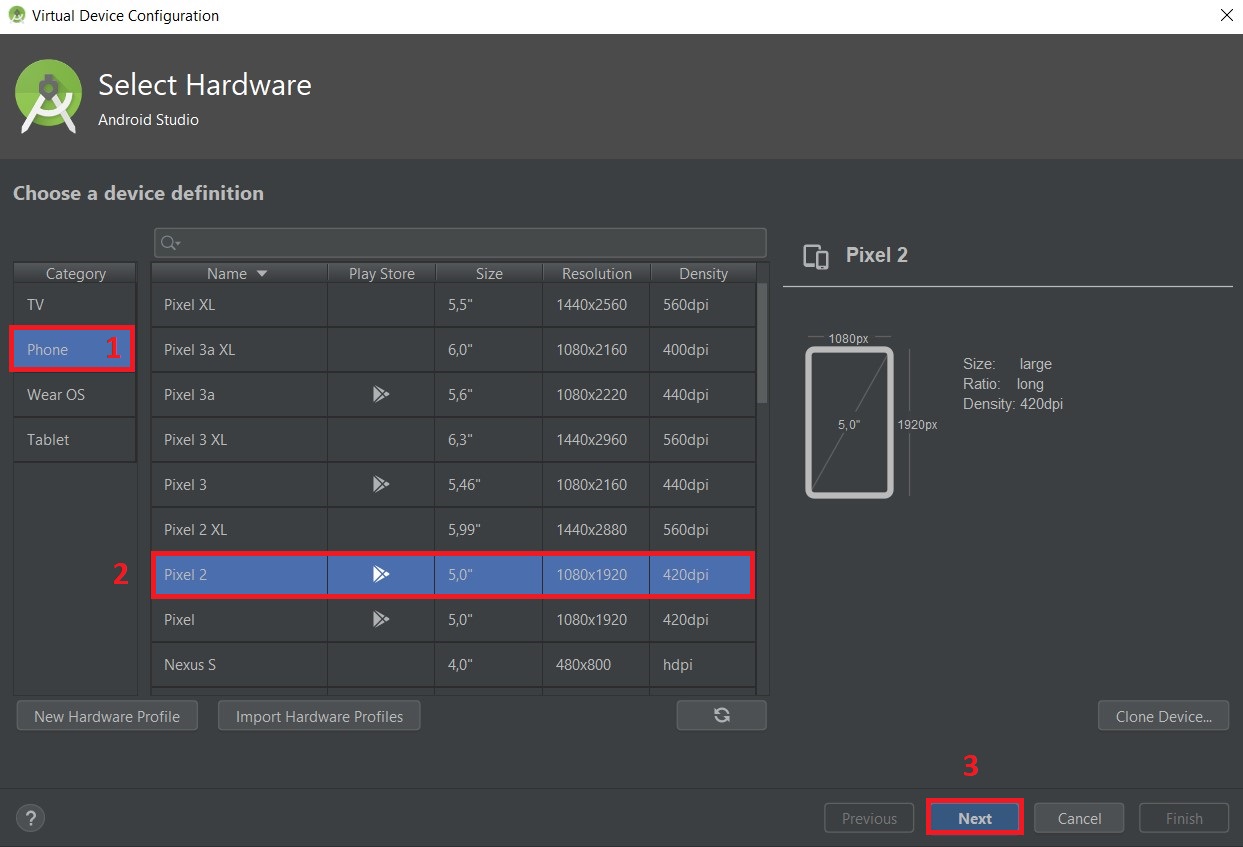 Virtual Device Configuration
Select Hardware
Android Studio
Choose a device definition
Category
TV
Phone 1
Wear OS
Tablet
Name Play Store Size Resolution Density
Pixel XL 5,5" 1440x2560 560dpi
Pixel 3a XL 6,0" 1080x2160 400dpi
Pixel 3a 5,6" 1080x2220 440dpi
Pixel 3 XL 6,3" 1440x2960 560dpi
Pixel 3 5,46" 1080x2160 440dpi
Pixel 2 XL 5,99" 1440x2880 560dpi
2 Pixel 2 5,0" 1080x1920 420dpi
Pixel 5,0" 1080x1920 420dpi
Nexus S 4,0" 480x800 hdpi
Pixel 2
1080px
5,0"
1920px
Size: large
Ratio: long
Density: 420dpi
New Hardware Profile Import Hardware Profiles Clone Device...
3
? Previous Next Cancel Finish